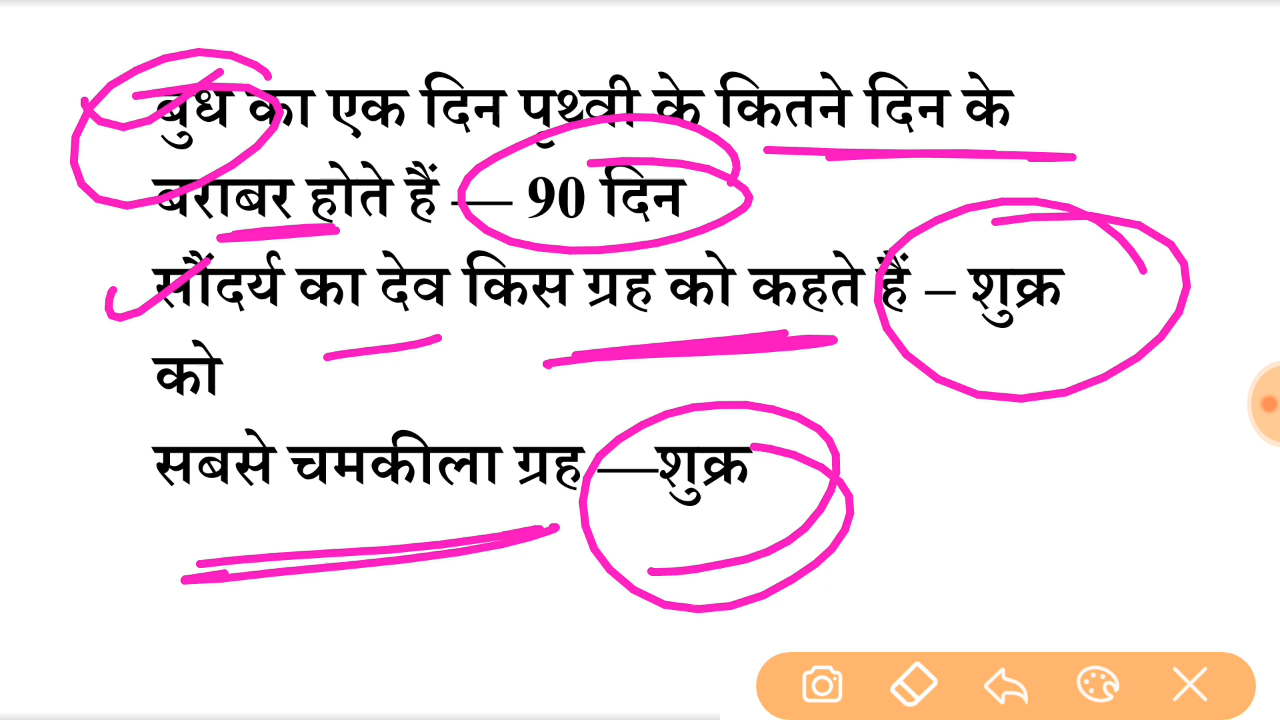 बुध का एक दिन पृथ्वी के कितने दिन के
बराबर होते हैं — 90 दिन
सौंदर्य का देव किस ग्रह को कहते हैं – शुक्र
को
सबसे चमकीला ग्रह —शुक्र